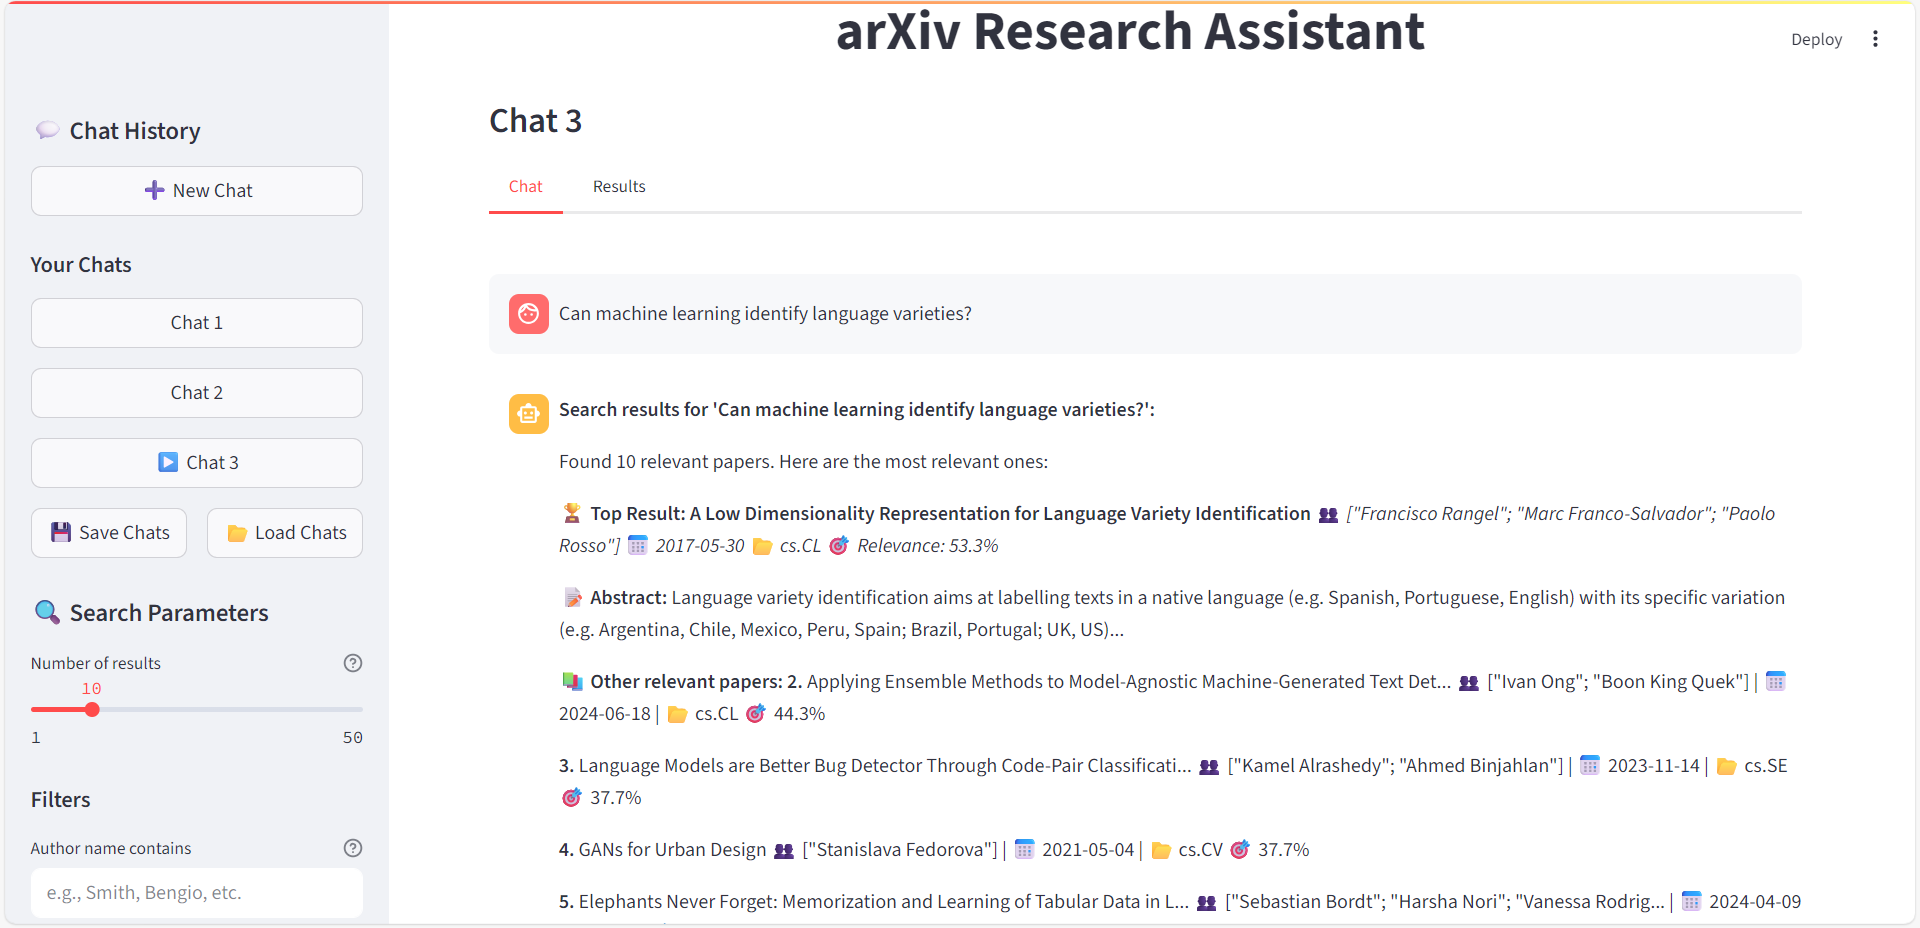 arXiv Research Assistant
Deploy
Chat History
New Chat
Your Chats
Chat 1
Chat 2
Chat 3
Save Chats
Load Chats
Search Parameters
Number of results
10
1
50
Filters
Author name contains
e.g., Smith, Bengio, etc.
Chat 3
Chat
Results
Can machine learning identify language varieties?
Search results for 'Can machine learning identify language varieties?':
Found 10 relevant papers. Here are the most relevant ones:
Top Result: A Low Dimensionality Representation for Language Variety Identification ["Francisco Rangel"; "Marc Franco-Salvador"; "Paolo
Rosso"] 2017-05-30 cs.CL Relevance: 53.3%
Abstract: Language variety identification aims at labelling texts in a native language (e.g. Spanish, Portuguese, English) with its specific variation
(e.g. Argentina, Chile, Mexico, Peru, Spain; Brazil, Portugal; UK, US)...
Other relevant papers: 2. Applying Ensemble Methods to Model-Agnostic Machine-Generated Text Det... ["Ivan Ong"; "Boon King Quek"] |
2024-06-18 | cs.CL 44.3%
3. Language Models are Better Bug Detector Through Code-Pair Classificati... ["Kamel Alrashedy"; "Ahmed Binjahlan"] | 2023-11-14 | cs.SE
37.7%
4. GANs for Urban Design ["Stanislava Fedorova"] | 2021-05-04 | cs.CV 37.7%
5. Elephants Never Forget: Memorization and Learning of Tabular Data in L... ["Sebastian Bordt"; "Harsha Nori"; "Vanessa Rodrig... | 2024-04-09